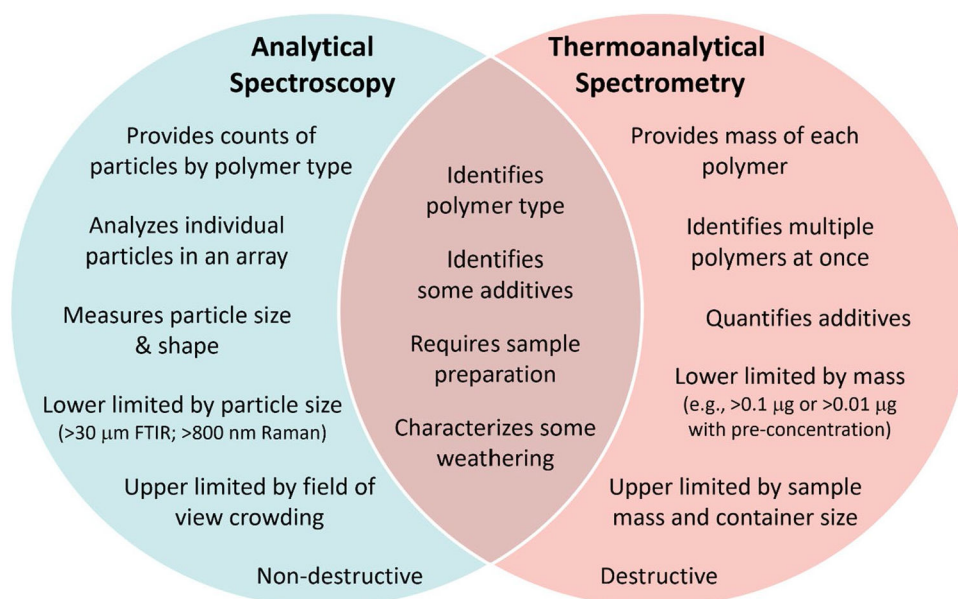 Analytical
Spectroscopy
Provides counts of
particles by polymer type
Analyzes individual
particles in an array
Measures particle size
& shape
Lower limited by particle size
(>30 μm FTIR; >800 nm Raman)
Upper limited by field of
view crowding
Non-destructive
Identifies
polymer type
Identifies
some additives
Requires sample
preparation
Characterizes some
weathering
Thermoanalytical
Spectrometry
Provides mass of each
polymer
Identifies multiple
polymers at once
Quantifies additives
Lower limited by mass
(e.g., >0.1 μg or >0.01 μg
with pre-concentration)
Upper limited by sample
mass and container size
Destructive